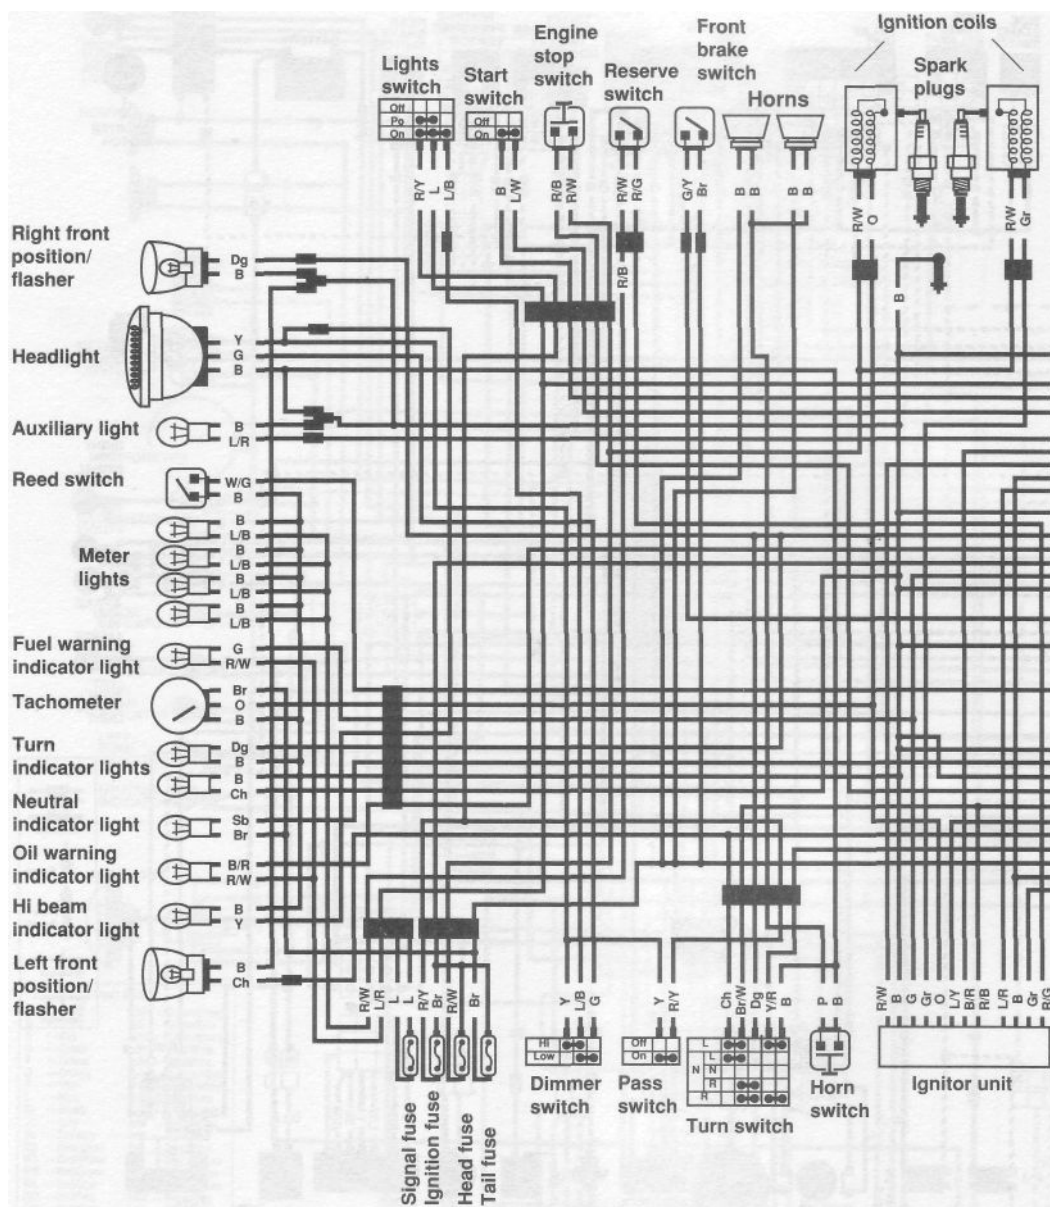 Ignition coils
Engine
stop
switch
Front
brake
switch
Lights
switch
Start
switch
Reserve
switch
Spark
plugs
Horns
Off
Po
On
Off
On
R/Y
L
L/B
B
L/W
R/B
R/W
R/W
R/G
G/Y
Br
B
B
B
B
R/W
O
R/W
Gr
R/B
B
Right front
position/
flasher
Dg
B
Headlight
Y
G
B
Auxiliary light
B
L/R
Reed switch
W/G
B
Meter
lights
B
L/B
B
L/B
B
L/B
B
L/B
Fuel warning
indicator light
G
R/W
Tachometer
Br
O
B
Turn
indicator lights
Dg
B
B
Ch
Neutral
indicator light
Sb
Br
Oil warning
indicator light
B/R
R/W
Hi beam
indicator light
B
Y
Left front
position/
flasher
B
Ch
R/W
L/R
L
L
R/Y
Br
R/W
Br
Y
L/B
G
Y
R/Y
Ch
Br/W
Dg
Y/R
B
P
B
R/W
B
G
Gr
O
L/Y
B/R
R/B
L/R
B
Gr
R/G
Signal fuse
Ignition fuse
Head fuse
Tail fuse
Hi
Low
Dimmer
switch
Off
On
Pass
switch
L
L
N
N
R
R
Turn switch
Horn
switch
Ignitor unit